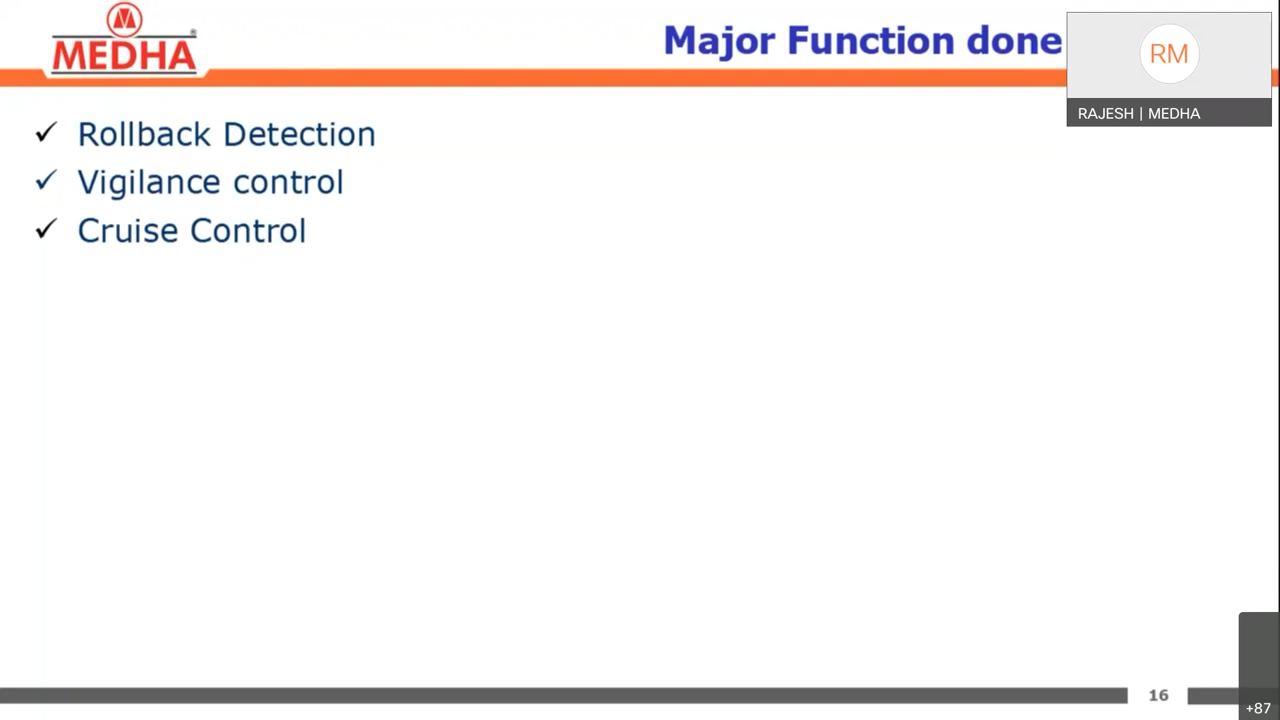 MEDHA
Major Function done
RM
RAJESH | MEDHA
✓ Rollback Detection
✓ Vigilance control
✓ Cruise Control
16
+87